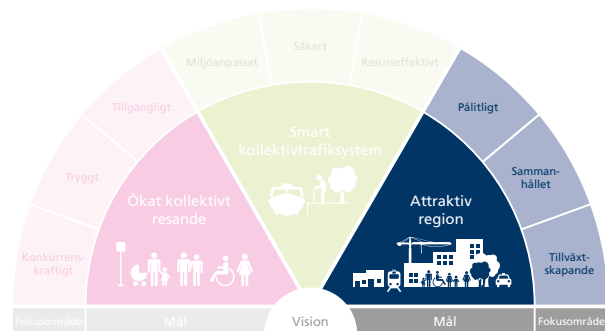 Miljöanpassat
Säkert
Resurseffektivt
Tillgängligt
Pålitligt
Smart
kollektivtrafiksystem
Tryggt
Samman-
hållet
Ökat kollektivt
resande
Attraktiv
region
Konkurrens-
kraftigt
Tillväxt-
skapande
Fokusområde
Mål
Vision
Mål
Fokusområde